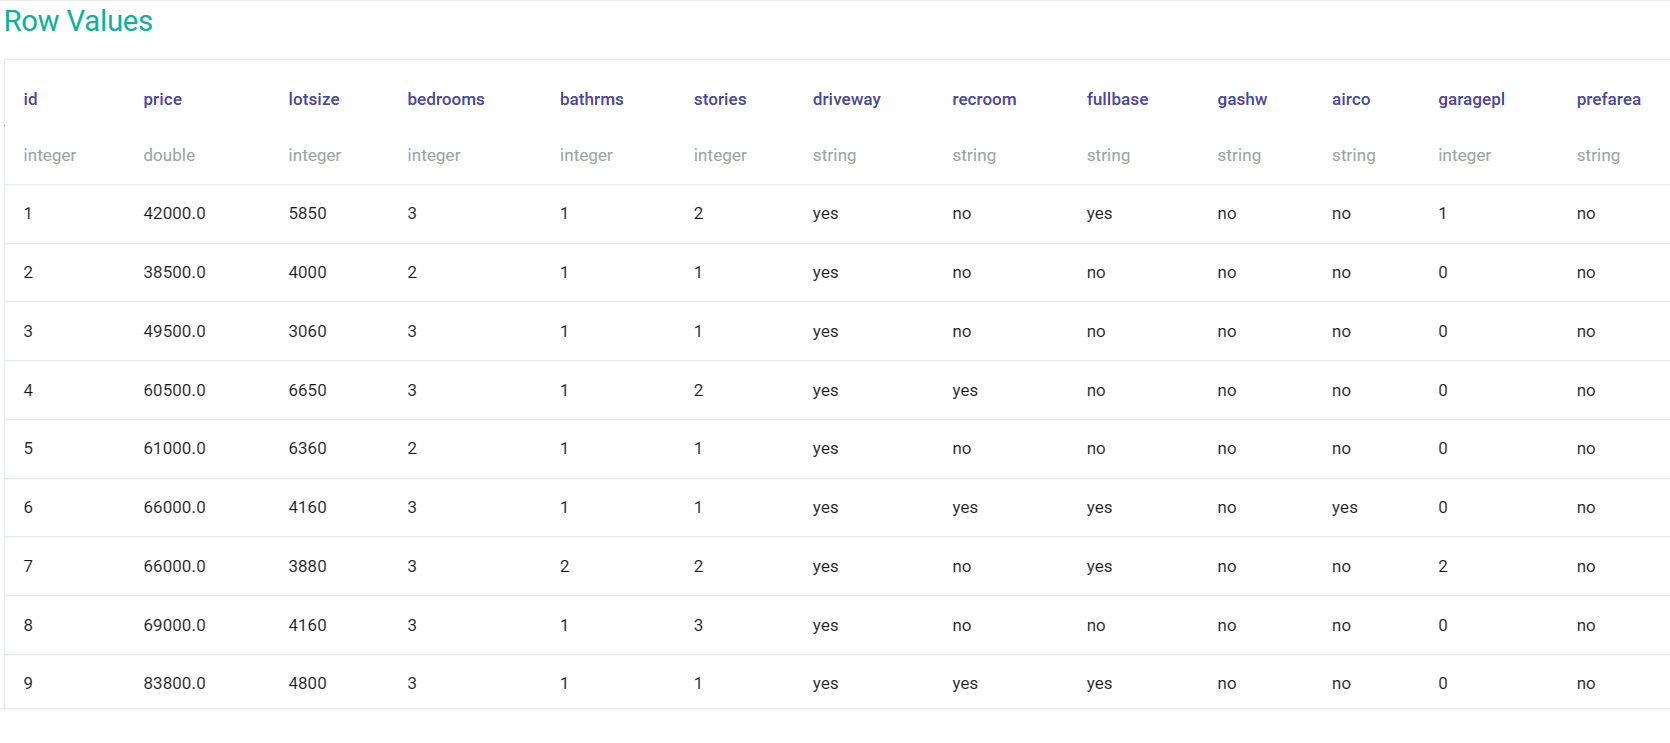 Row Values
id price lotsize bedrooms bathrms stories driveway recroom fullbase gashw airco garagepl prefarea
integer double integer integer integer integer string string string string string integer string
1 42000.0 5850 3 1 2 yes no yes no no 1 no
2 38500.0 4000 2 1 1 yes no no no no 0 no
3 49500.0 3060 3 1 1 yes no no no no 0 no
4 60500.0 6650 3 1 2 yes yes no no no 0 no
5 61000.0 6360 2 1 1 yes no no no no 0 no
6 66000.0 4160 3 1 1 yes yes yes no yes 0 no
7 66000.0 3880 3 2 2 yes no yes no no 2 no
8 69000.0 4160 3 1 3 yes no no no no 0 no
9 83800.0 4800 3 1 1 yes yes yes no no 0 no